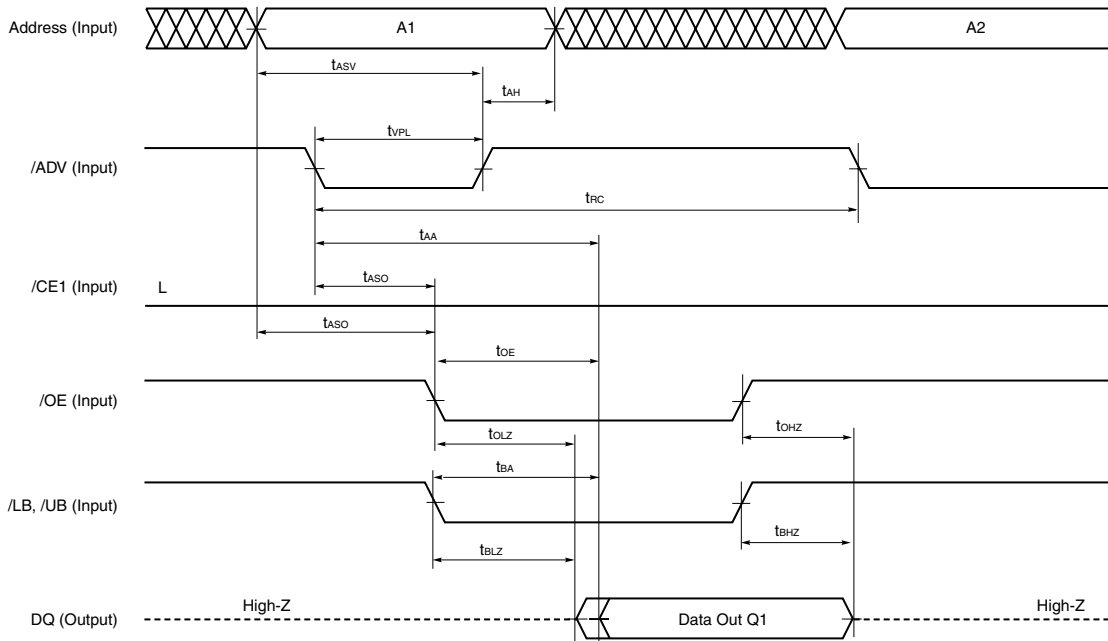 Address (Input) A1 A2
tASV
tAH
tVPL
/ADV (Input)
tRC
tAA
tASO
/CE1 (Input) L
tASO
tOE
/OE (Input)
tOLZ tOHZ
tBA
/LB, /UB (Input)
tBHZ
tBLZ
High-Z High-Z
DQ (Output) Data Out Q1